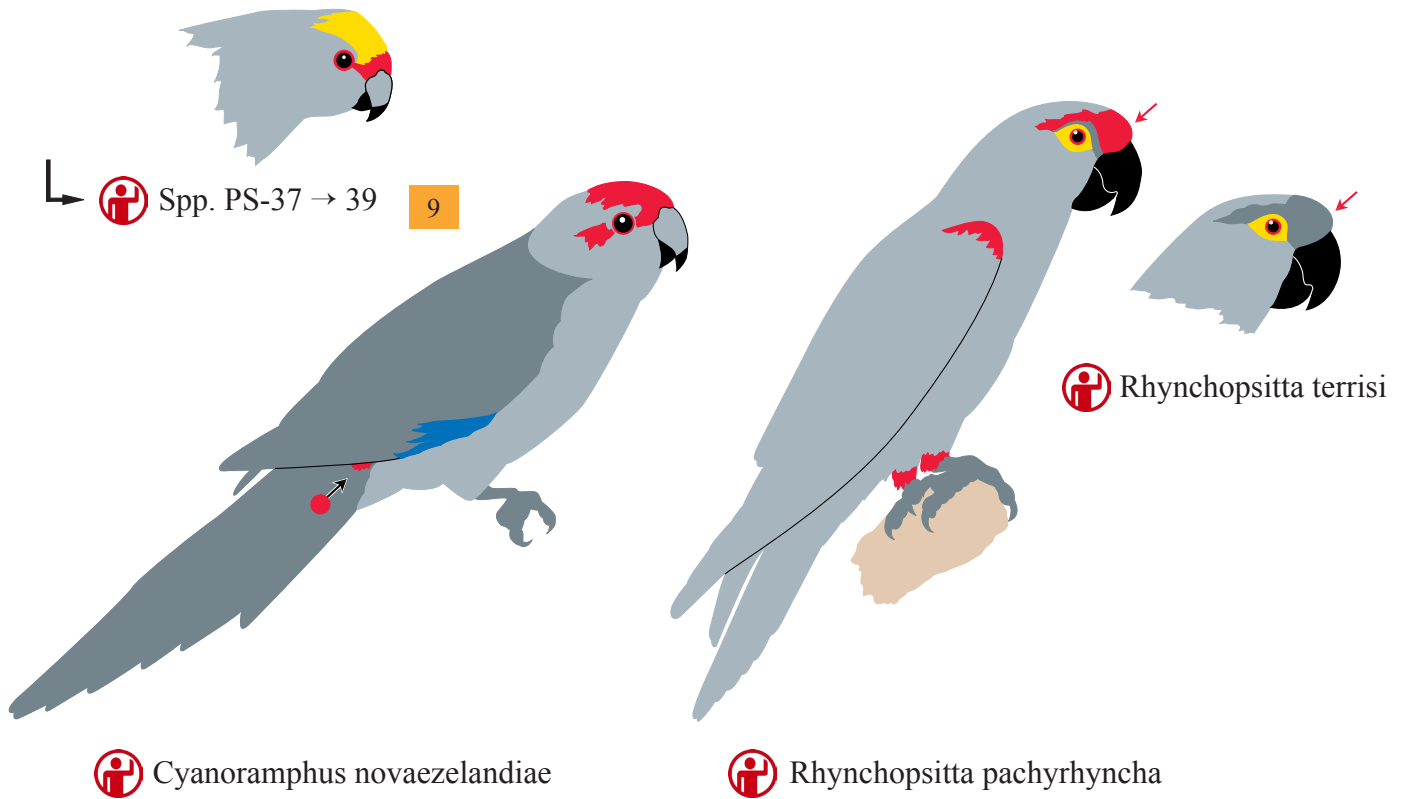 Spp. PS-37 → 39
9
Rhynchopsitta terrisi
Cyanoramphus novaezelandiae
Rhynchopsitta pachyrhyncha